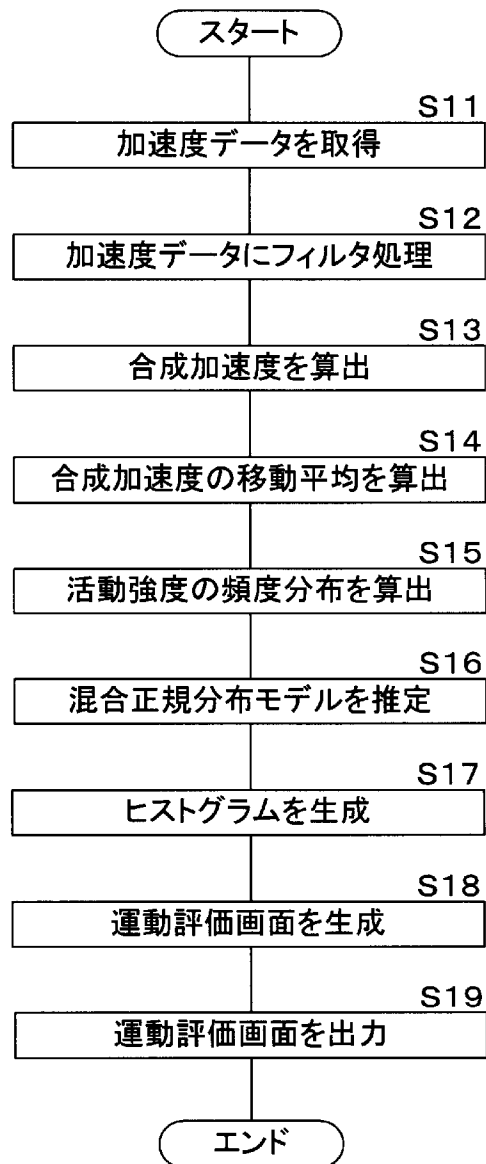 スタート
S11
加速度データを取得
S12
加速度データにフィルタ処理
S13
合成加速度を算出
S14
合成加速度の移動平均を算出
S15
活動強度の頻度分布を算出
S16
混合正規分布モデルを推定
S17
ヒストグラムを生成
S18
運動評価画面を生成
S19
運動評価画面を出力
エンド